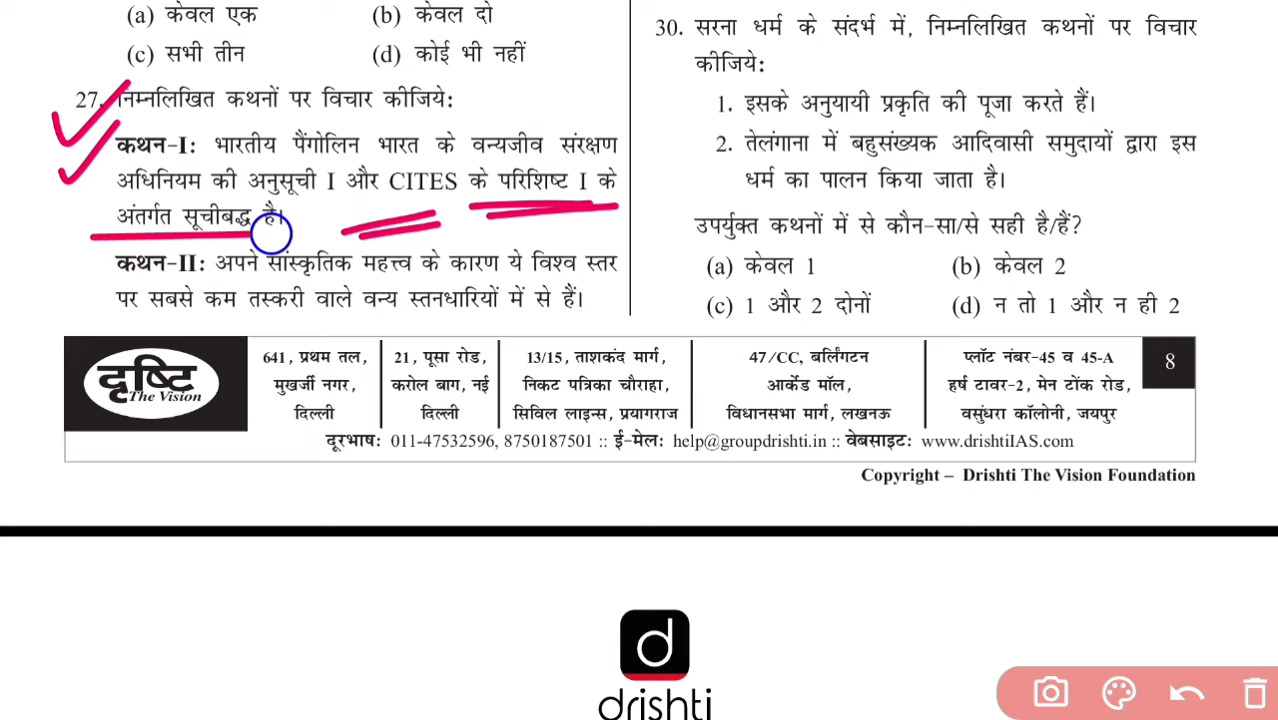 (a) केवल एक (b) केवल दो
(c) सभी तीन (d) कोई भी नहीं
27. निम्नलिखित कथनों पर विचार कीजिये:
कथन-I: भारतीय पैंगोलिन भारत के वन्यजीव संरक्षण
अधिनियम की अनुसूची I और CITES के परिशिष्ट I के
अंतर्गत सूचीबद्ध है।
कथन-II: अपने सांस्कृतिक महत्त्व के कारण ये विश्व स्तर
पर सबसे कम तस्करी वाले वन्य स्तनधारियों में से हैं।
30. सरना धर्म के संदर्भ में, निम्नलिखित कथनों पर विचार
कीजिये:
1. इसके अनुयायी प्रकृति की पूजा करते हैं।
2. तेलंगाना में बहुसंख्यक आदिवासी समुदायों द्वारा इस
धर्म का पालन किया जाता है।
उपर्युक्त कथनों में से कौन-सा/से सही है/हैं?
(a) केवल 1 (b) केवल 2
(c) 1 और 2 दोनों (d) न तो 1 और न ही 2
दृष्टि
The Vision
641, प्रथम तल,
मुखर्जी नगर,
दिल्ली
21, पूसा रोड,
करोल बाग, नई
दिल्ली
13/15, ताशकंद मार्ग,
निकट पत्रिका चौराहा,
सिविल लाइन्स, प्रयागराज
47/CC, बर्लिंगटन
आर्केड मॉल,
विधानसभा मार्ग, लखनऊ
प्लॉट नंबर-45 व 45-A
हर्ष टावर-2, मेन टोंक रोड,
वसुंधरा कॉलोनी, जयपुर
8
दूरभाष: 011-47532596, 8750187501 :: ई-मेल: help@groupdrishti.in :: वेबसाइट: www.drishtiIAS.com
Copyright – Drishti The Vision Foundation
d
drishti